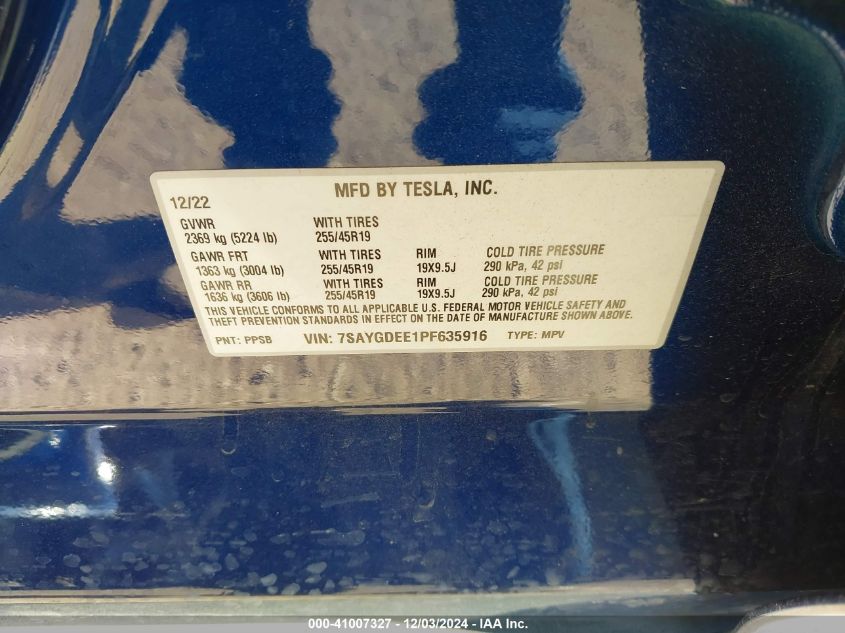 MFD BY TESLA, INC.
12/22
GVWR WITH TIRES
2369 kg (5224 lb) 255/45R19
GAWR FRT WITH TIRES RIM COLD TIRE PRESSURE
1363 kg (3004 lb) 255/45R19 19X9.5J 290 kPa, 42 psi
GAWR RR WITH TIRES RIM COLD TIRE PRESSURE
1636 kg (3606 lb) 255/45R19 19X9.5J 290 kPa, 42 psi
THIS VEHICLE CONFORMS TO ALL APPLICABLE U.S. FEDERAL MOTOR VEHICLE SAFETY AND
THEFT PREVENTION STANDARDS IN EFFECT ON THE DATE OF MANUFACTURE SHOWN ABOVE.
PNT: PPSB VIN: 7SAYGDEE1PF635916 TYPE: MPV
000-41007327 - 12/03/2024 - IAA Inc.